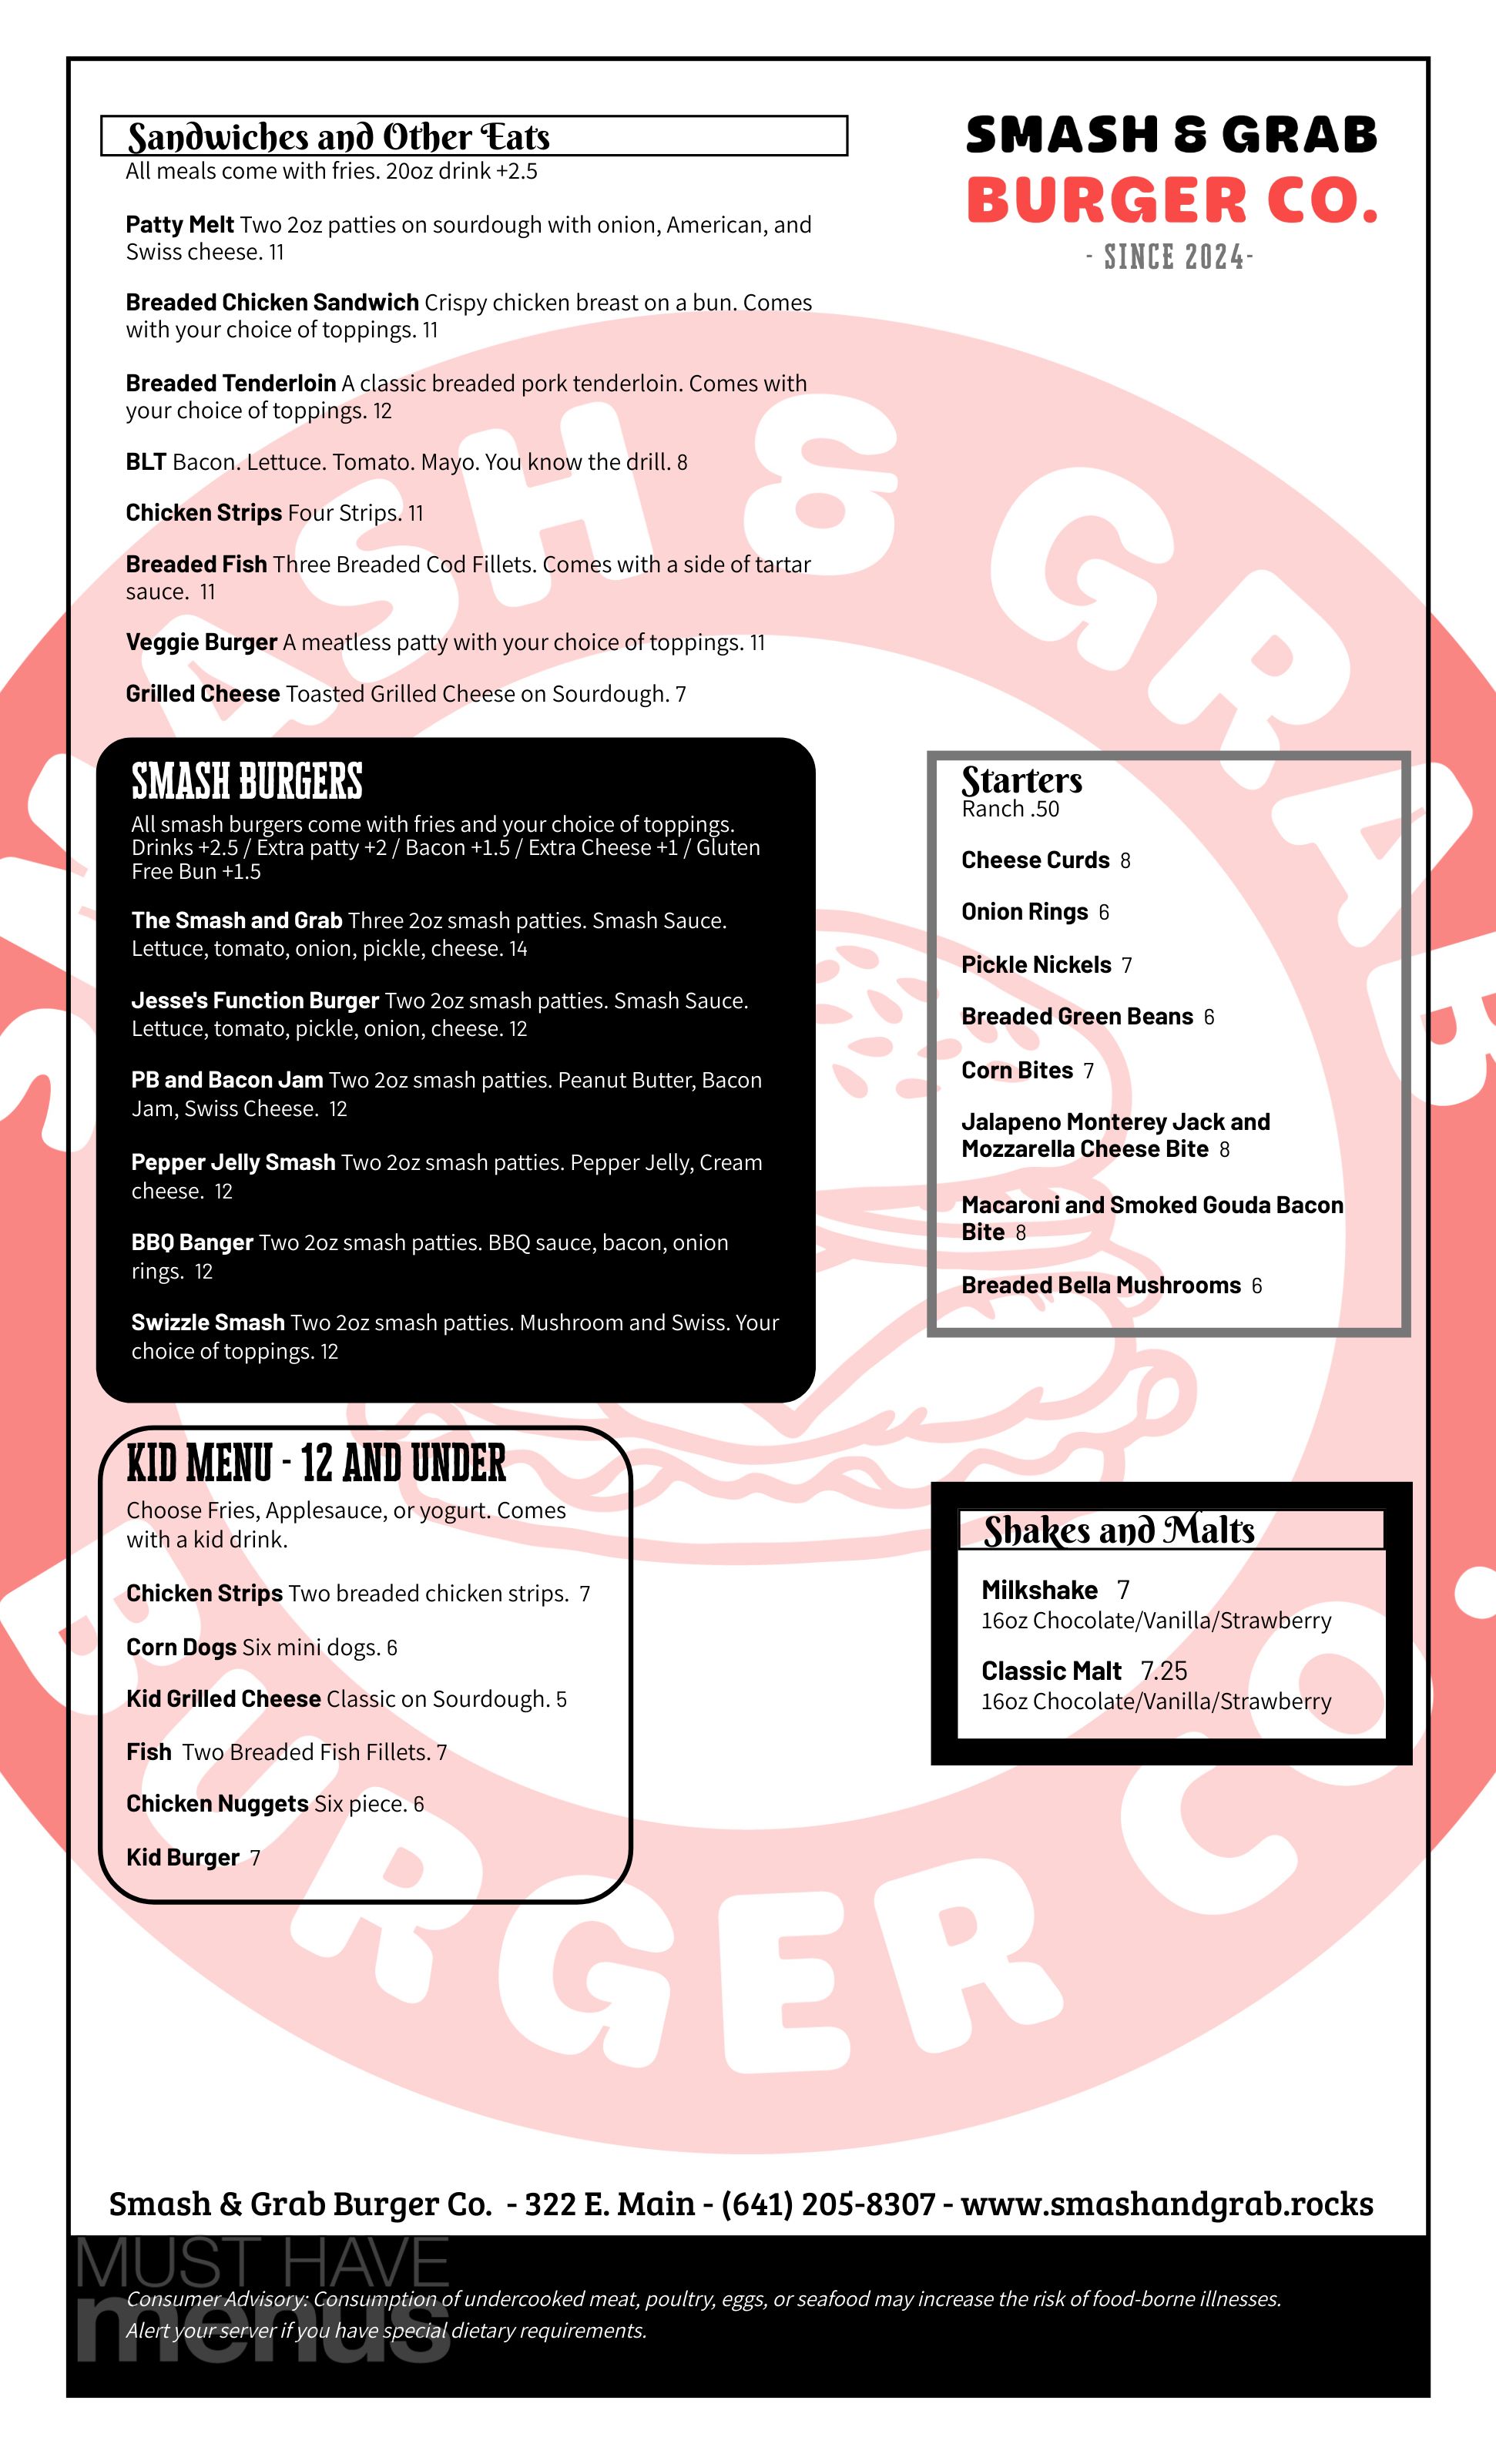 Sandwiches and Other Eats
All meals come with fries. 20oz drink +2.5
Patty Melt Two 2oz patties on sourdough with onion, American, and
Swiss cheese. 11
Breaded Chicken Sandwich Crispy chicken breast on a bun. Comes
with your choice of toppings. 11
Breaded Tenderloin A classic breaded pork tenderloin. Comes with
your choice of toppings. 12
BLT Bacon. Lettuce. Tomato. Mayo. You know the drill. 8
Chicken Strips Four Strips. 11
Breaded Fish Three Breaded Cod Fillets. Comes with a side of tartar
sauce. 11
Veggie Burger A meatless patty with your choice of toppings. 11
Grilled Cheese Toasted Grilled Cheese on Sourdough. 7
SMASH & GRAB
BURGER CO.
- SINCE 2024-
SMASH BURGERS
All smash burgers come with fries and your choice of toppings.
Drinks +2.5 / Extra patty +2 / Bacon +1.5 / Extra Cheese +1 / Gluten
Free Bun +1.5
The Smash and Grab Three 2oz smash patties. Smash Sauce.
Lettuce, tomato, onion, pickle, cheese. 14
Jesse's Function Burger Two 2oz smash patties. Smash Sauce.
Lettuce, tomato, pickle, onion, cheese. 12
PB and Bacon Jam Two 2oz smash patties. Peanut Butter, Bacon
Jam, Swiss Cheese. 12
Pepper Jelly Smash Two 2oz smash patties. Pepper Jelly, Cream
cheese. 12
BBQ Banger Two 2oz smash patties. BBQ sauce, bacon, onion
rings. 12
Swizzle Smash Two 2oz smash patties. Mushroom and Swiss. Your
choice of toppings. 12
Starters
Ranch .50
Cheese Curds 8
Onion Rings 6
Pickle Nickels 7
Breaded Green Beans 6
Corn Bites 7
Jalapeno Monterey Jack and
Mozzarella Cheese Bite 8
Macaroni and Smoked Gouda Bacon
Bite 8
Breaded Bella Mushrooms 6
KID MENU - 12 AND UNDER
Choose Fries, Applesauce, or yogurt. Comes
with a kid drink.
Chicken Strips Two breaded chicken strips. 7
Corn Dogs Six mini dogs. 6
Kid Grilled Cheese Classic on Sourdough. 5
Fish Two Breaded Fish Fillets. 7
Chicken Nuggets Six piece. 6
Kid Burger 7
Shakes and Malts
Milkshake 7
16oz Chocolate/Vanilla/Strawberry
Classic Malt 7.25
16oz Chocolate/Vanilla/Strawberry
SMASH & GRAB
BURGER CO.
Smash & Grab Burger Co. - 322 E. Main - (641) 205-8307 - www.smashandgrab.rocks
MUST HAVE
menus
Consumer Advisory: Consumption of undercooked meat, poultry, eggs, or seafood may increase the risk of food-borne illnesses.
Alert your server if you have special dietary requirements.